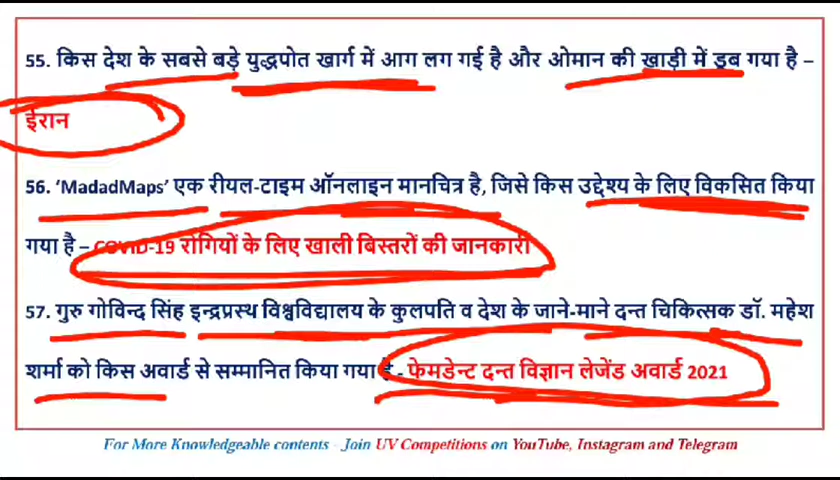 55. किस देश के सबसे बड़े युद्धपोत खार्ग में आग लग गई है और ओमान की खाड़ी में डूब गया है –
ईरान
56. ‘MadadMaps’ एक रीयल-टाइम ऑनलाइन मानचित्र है, जिसे किस उद्देश्य के लिए विकसित किया
गया है – COVID-19 रोगियों के लिए खाली बिस्तरों की जानकारी
57. गुरु गोविन्द सिंह इन्द्रप्रस्थ विश्वविद्यालय के कुलपति व देश के जाने-माने दन्त चिकित्सक डॉ. महेश
शर्मा को किस अवार्ड से सम्मानित किया गया है - फेमडेन्ट दन्त विज्ञान लेजेंड अवार्ड 2021
For More Knowledgeable contents – Join UV Competitions on YouTube, Instagram and Telegram